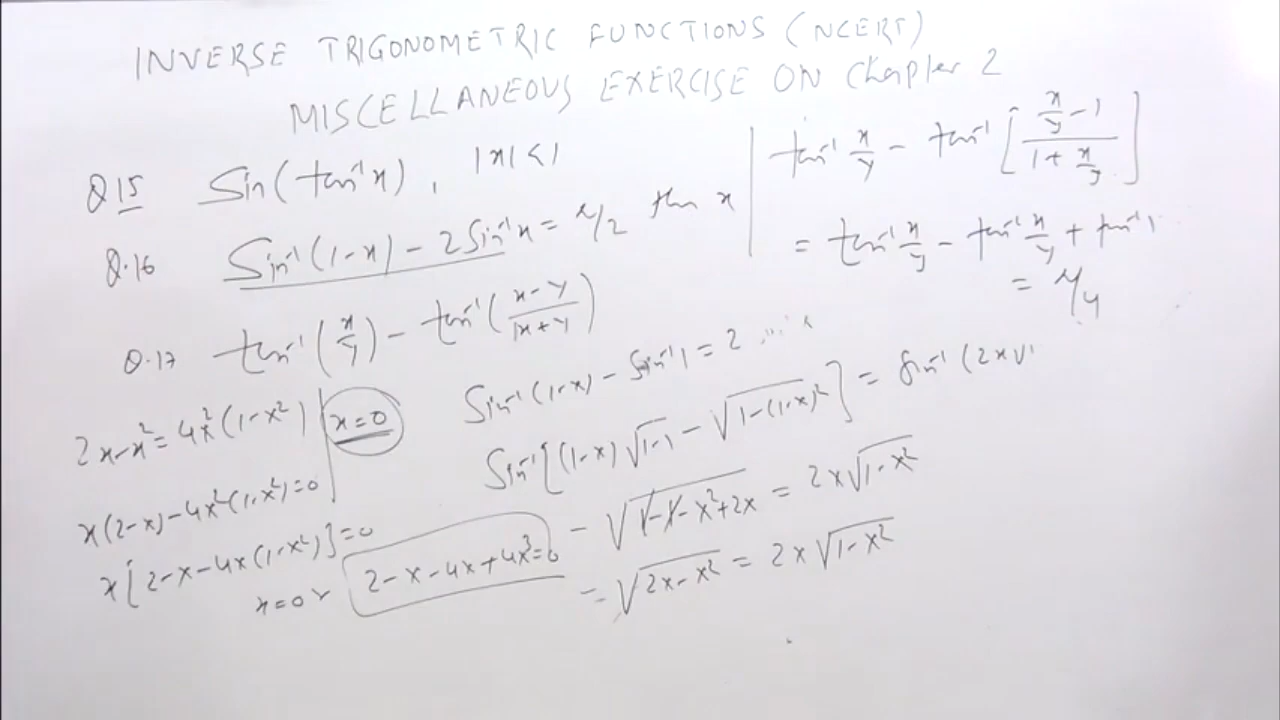 INVERSE TRIGONOMETRIC FUNCTIONS (NCERT)
MISCELLANEOUS EXERCISE ON Chapter 2
Q 15 Sin(tan⁻¹x), |x|<1
Q.16 Sin⁻¹(1-x) - 2Sin⁻¹x = π/2 then x
Q.17 tan⁻¹(x/y) - tan⁻¹((x-y)/(x+y))
tan⁻¹ x/y - tan⁻¹[(x/y - 1)/(1 + x/y)]
= tan⁻¹ x/y - tan⁻¹ x/y + tan⁻¹ 1
= π/4
Sin⁻¹(1-x) - Sin⁻¹1 = 2
Sin⁻¹[(1-x)√(1-1) - √(1-(1-x)²] = Sin⁻¹(2x√
- √(1-1-x²+2x) = 2x√(1-x²)
= √(2x-x²) = 2x√(1-x²)
2x-x² = 4x²(1-x²)
x=0
x(2-x)-4x²(1-x²)=0
x[2-x-4x(1-x²)]=0
x=0 2-x-4x+4x³=0